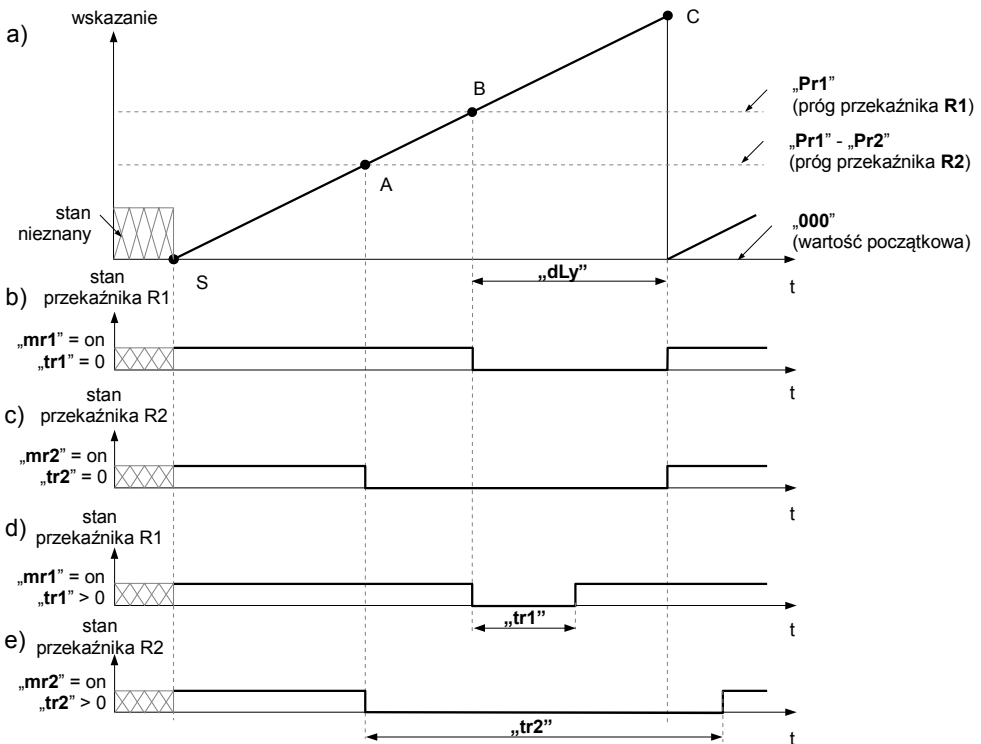 a)
wskazanie
C
B
„Pr1”
(próg przekaźnika R1)
„Pr1” - „Pr2”
(próg przekaźnika R2)
A
stan
nieznany
„000”
(wartość początkowa)
S
„dLy”
t
b)
stan
przekaźnika R1
„mr1” = on
„tr1” = 0
t
c)
stan
przekaźnika R2
„mr2” = on
„tr2” = 0
t
d)
stan
przekaźnika R1
„mr1” = on
„tr1” > 0
„tr1”
t
e)
stan
przekaźnika R2
„mr2” = on
„tr2” > 0
„tr2”
t